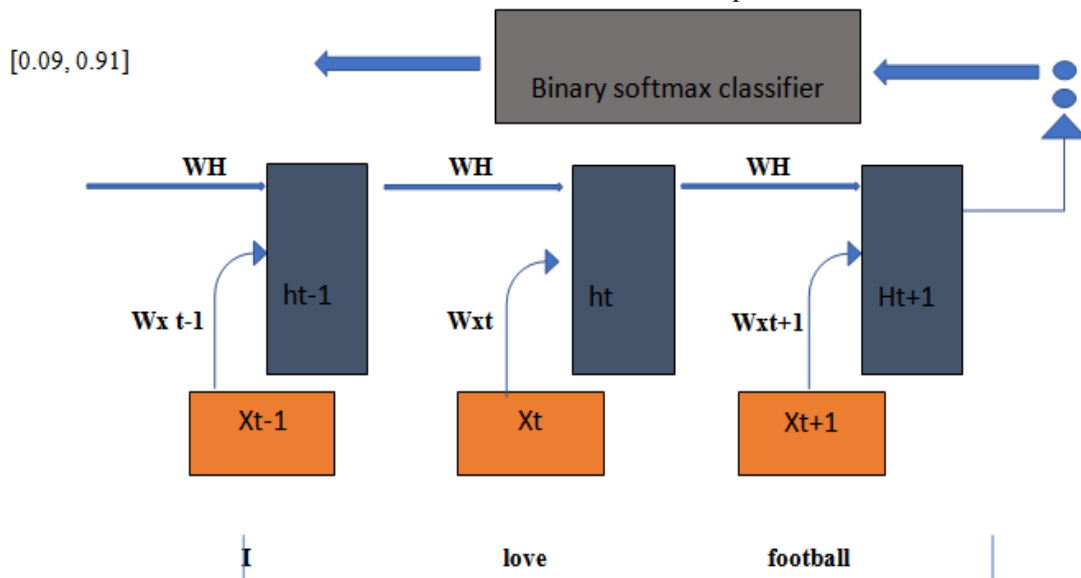 [0.09, 0.91]
Binary softmax classifier
WH WH WH
ht-1 ht Ht+1
Wx t-1 Wxt Wxt+1
Xt-1 Xt Xt+1
I love football